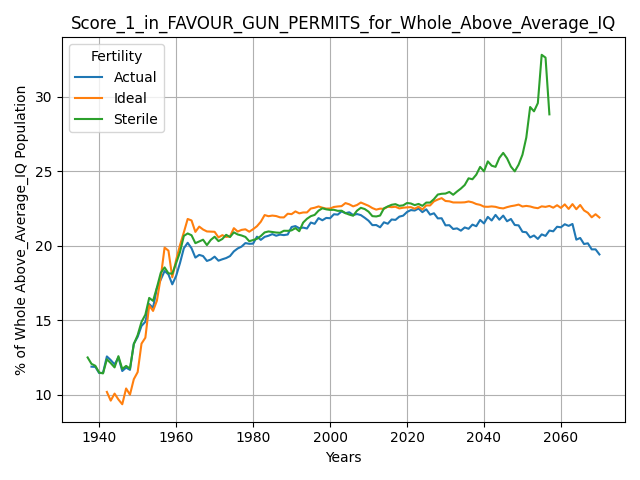 Score_1_in_FAVOUR_GUN_PERMITS_for_Whole_Above_Average_IQ
Fertility
Actual
Ideal
Sterile
% of Whole Above_Average_IQ Population
30
25
20
15
10
1940 1960 1980 2000 2020 2040 2060
Years